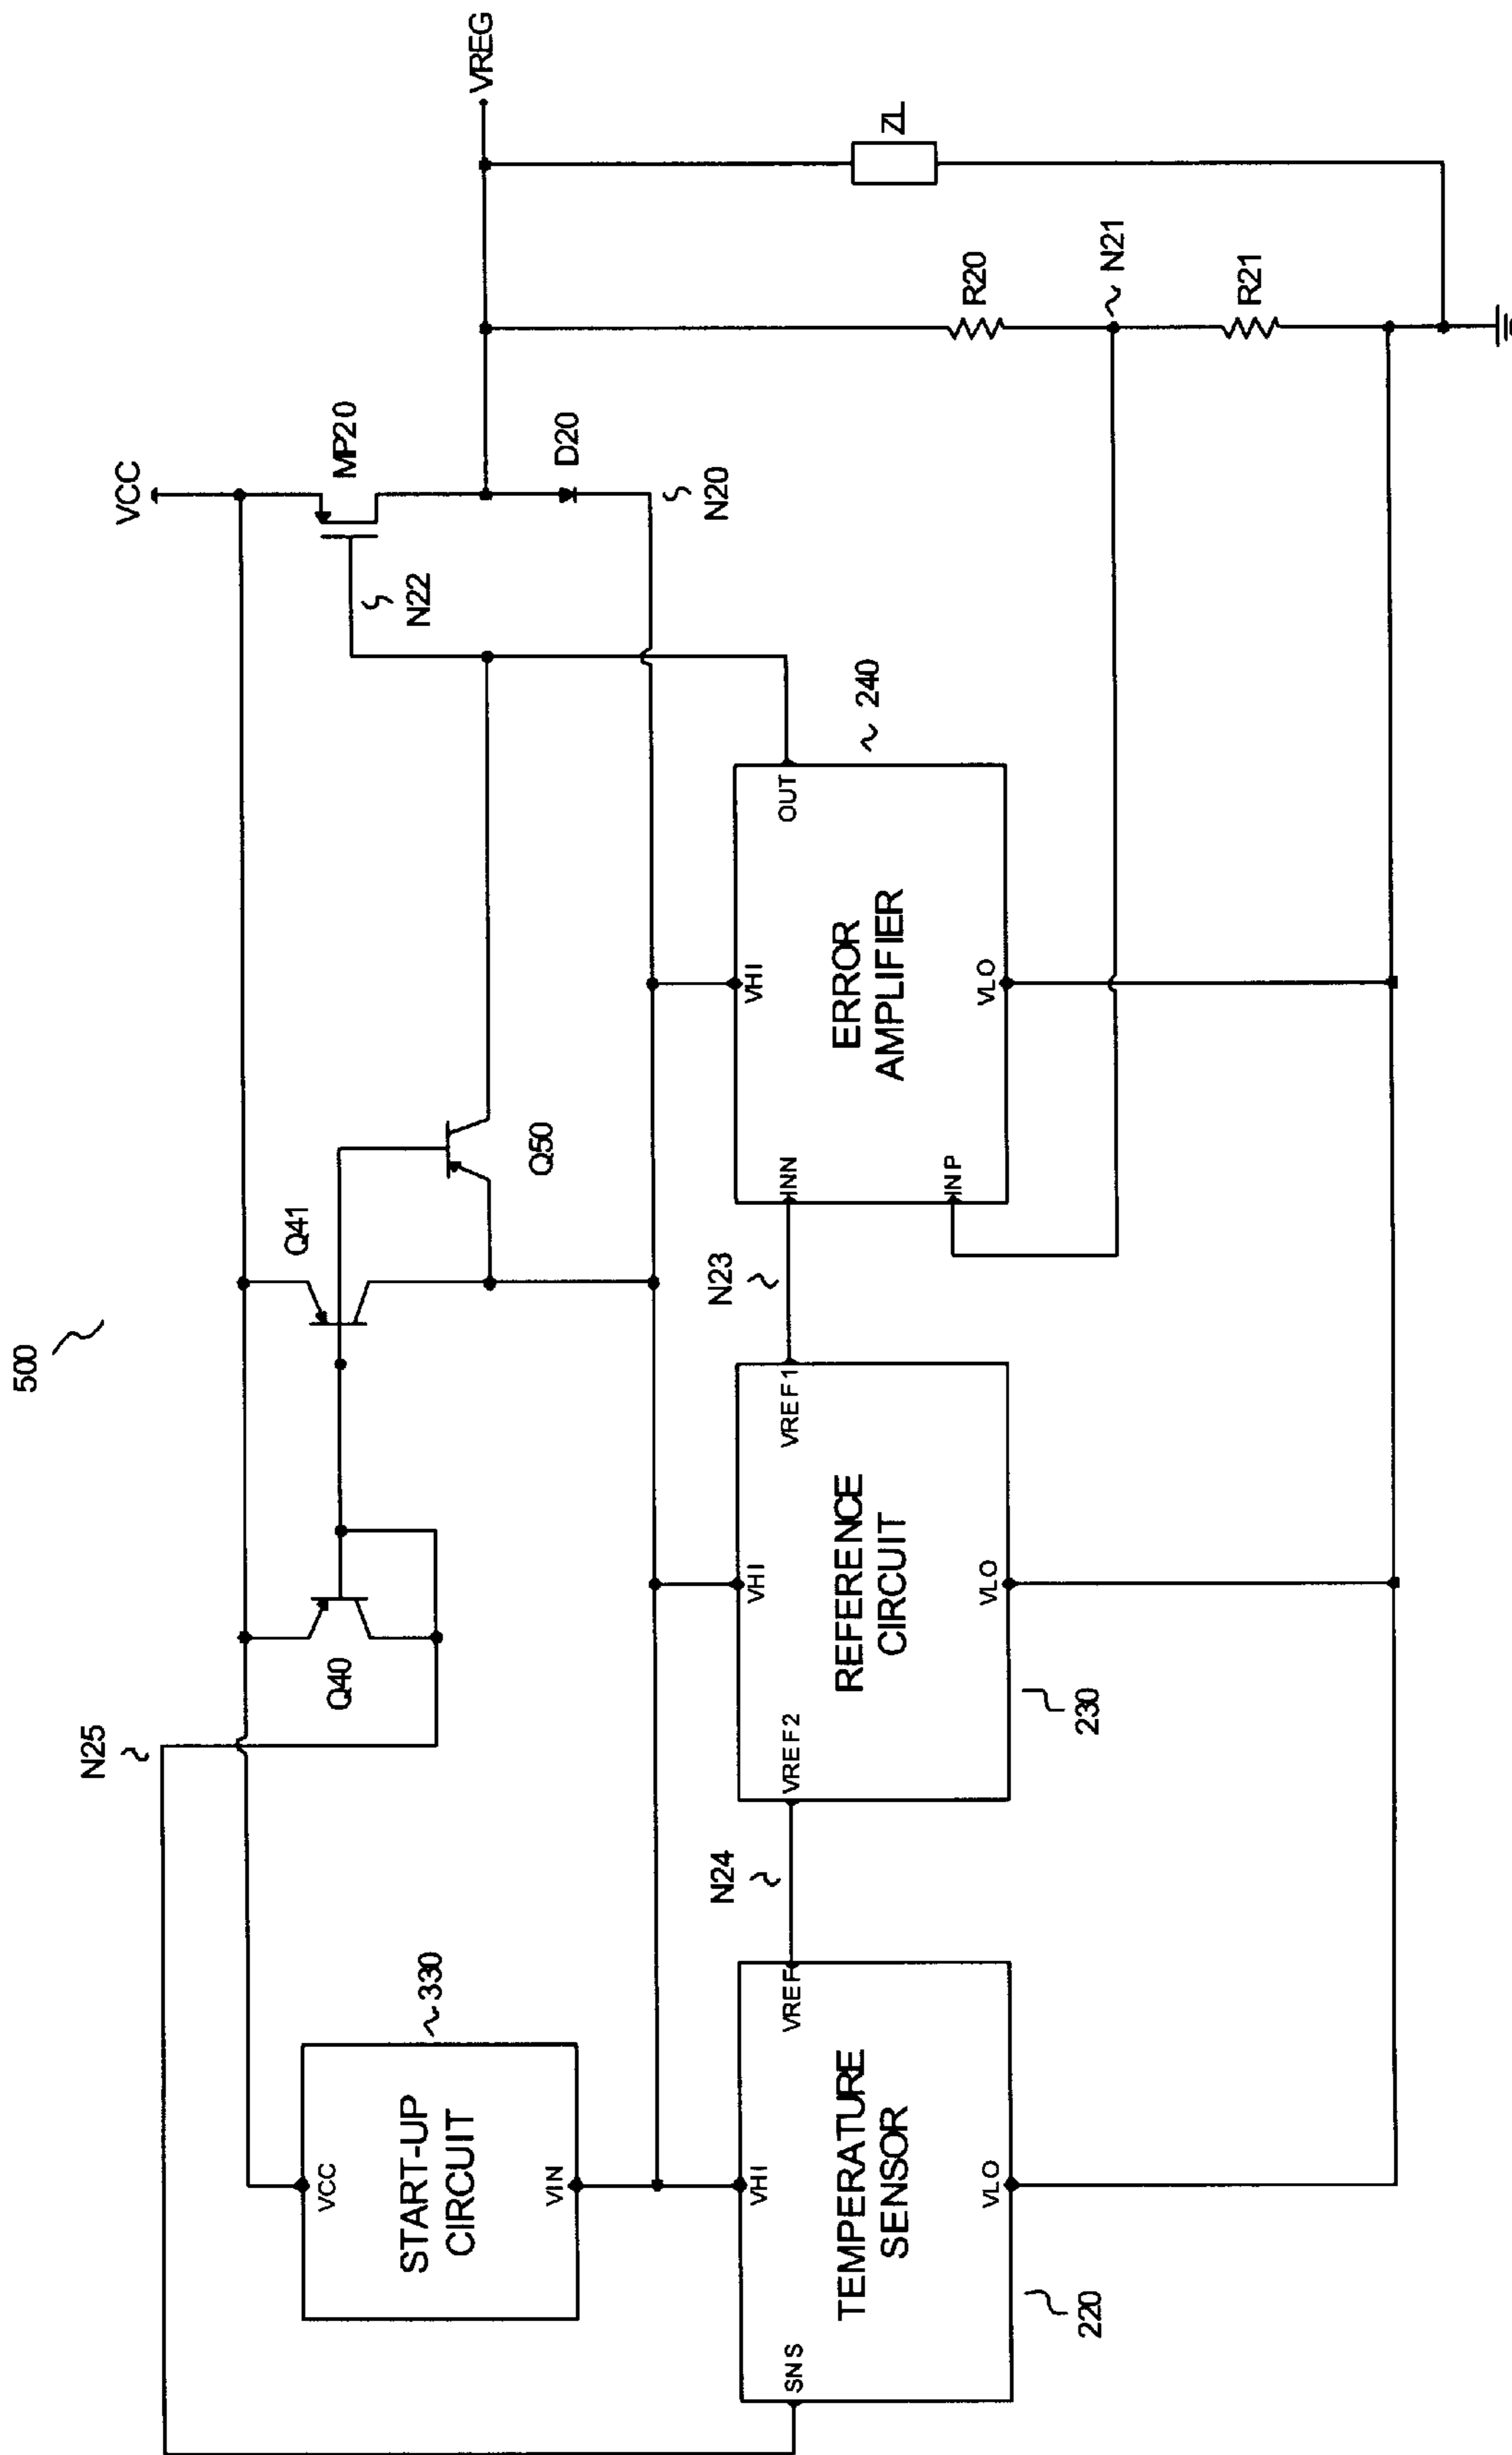 500
VCC
VREG
N25
Q40
Q41
Q50
MP20
N22
D20
N20
ZL
R20
N21
R21
START-UP
CIRCUIT
VCC
VIN
330
N24
N23
TEMPERATURE
SENSOR
SNS
VHI
VREF
VLO
220
REFERENCE
CIRCUIT
VREF2
VHI
VREF1
VLO
230
ERROR
AMPLIFIER
INN
INP
VHI
OUT
VLO
240